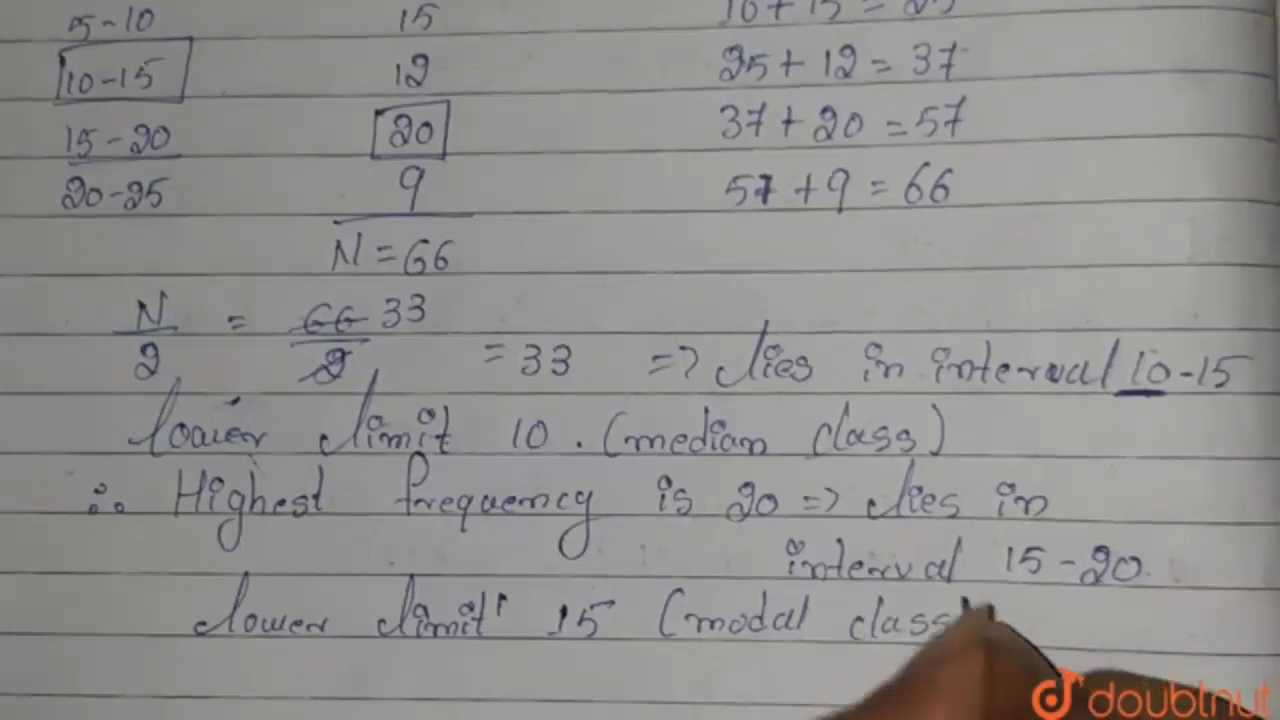 5-10 15 10+15=25
10-15 12 25+12=37
15-20 20 37+20=57
20-25 9 57+9=66
N=66
N/2 = 66/2 33 =33 => lies in interval 10-15
lower limit 10. (median class)
∴ Highest frequency is 20 => lies in
interval 15-20.
lower limit 15 (modal class)
doubtnut